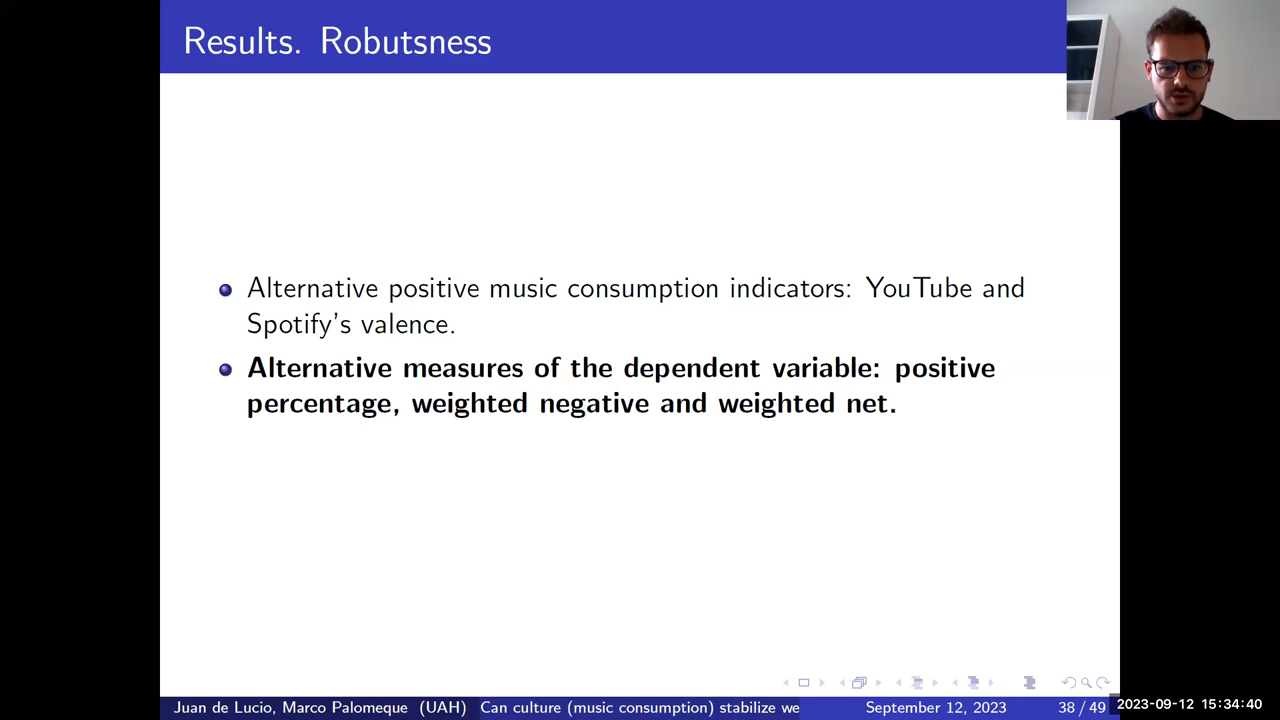 Results. Robutsness
Alternative positive music consumption indicators: YouTube and
Spotify's valence.
Alternative measures of the dependent variable: positive
percentage, weighted negative and weighted net.
Juan de Lucio, Marco Palomeque (UAH) Can culture (music consumption) stabilize we September 12, 2023 38 / 49
2023-09-12 15:34:40